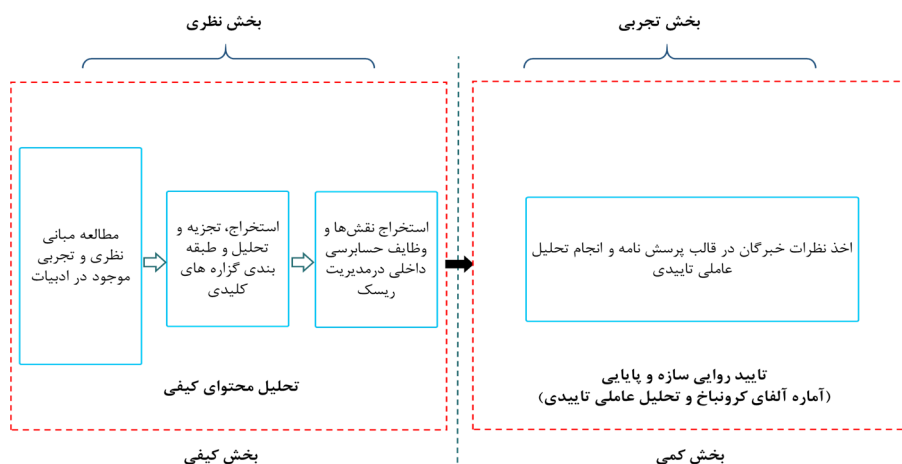 بخش نظری
بخش تجربی
مطالعه مبانی
نظری و تجربی
موجود در ادبیات
استخراج، تجزیه و
تحلیل و طبقه
بندی گزاره های
کلیدی
استخراج نقش‌ها و
وظایف حسابرسی
داخلی درمدیریت
ریسک
اخذ نظرات خبرگان در قالب پرسش نامه و انجام تحلیل
عاملی تاییدی
تحلیل محتوای کیفی
تایید روایی سازه و پایایی
(آماره آلفای کرونباخ و تحلیل عاملی تاییدی)
بخش کیفی
بخش کمی